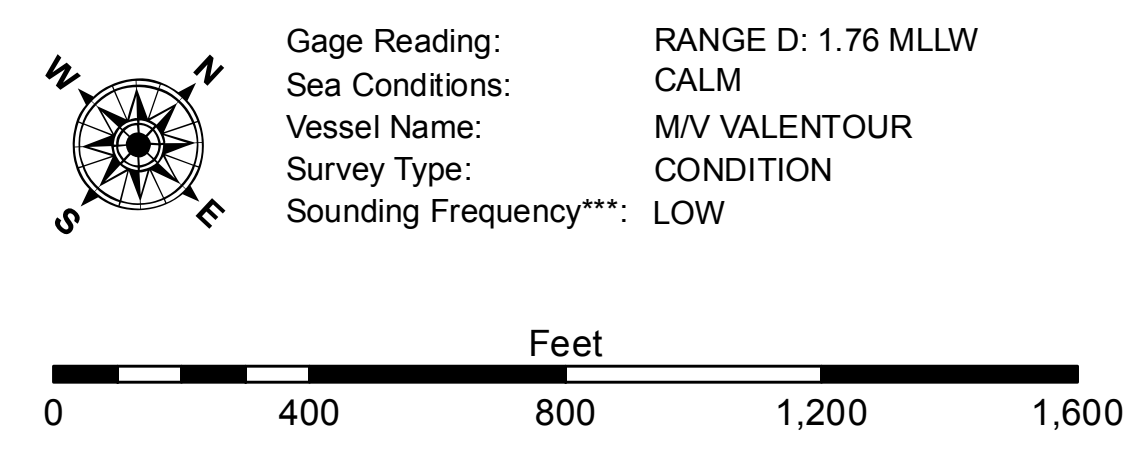 W N
S E
Gage Reading: RANGE D: 1.76 MLLW
Sea Conditions: CALM
Vessel Name: M/V VALENTOUR
Survey Type: CONDITION
Sounding Frequency***: LOW
Feet
0 400 800 1,200 1,600